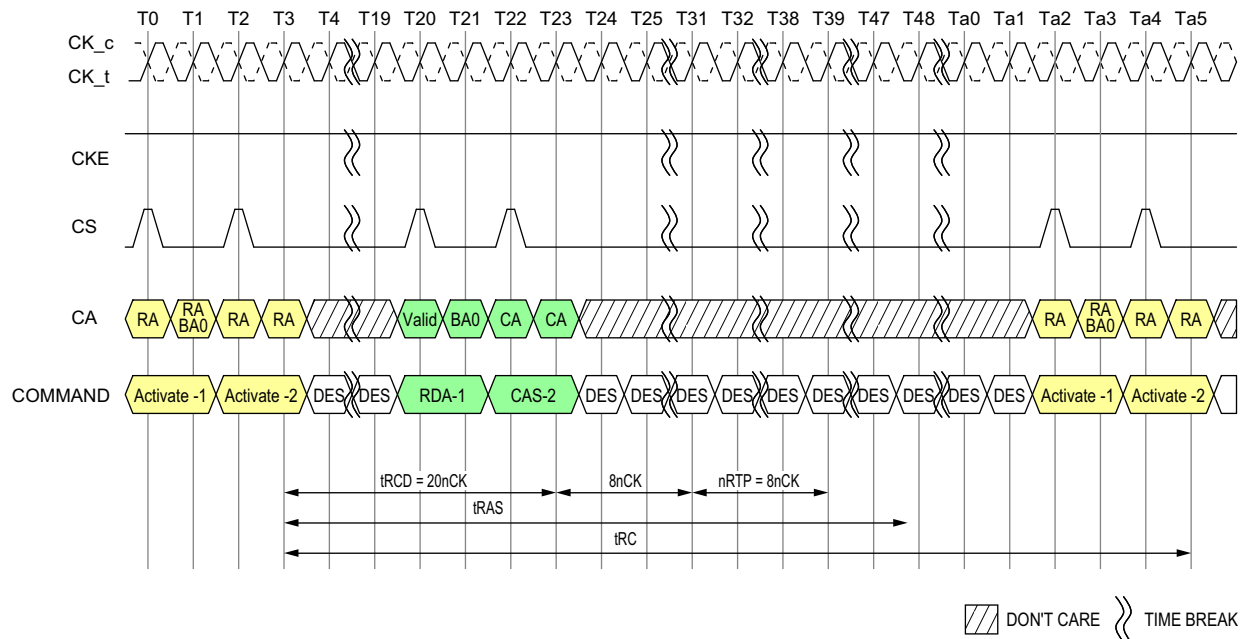 T0 T1 T2 T3 T4 T19 T20 T21 T22 T23 T24 T25 T31 T32 T38 T39 T47 T48 Ta0 Ta1 Ta2 Ta3 Ta4 Ta5
CK_c
CK_t
CKE
CS
CA RA RA BA0 RA RA Valid BA0 CA CA RA RA BA0 RA RA
COMMAND Activate -1 Activate -2 DES DES RDA-1 CAS-2 DES DES DES DES DES DES DES DES DES DES Activate -1 Activate -2
tRCD = 20nCK 8nCK nRTP = 8nCK
tRAS
tRC
DON'T CARE TIME BREAK